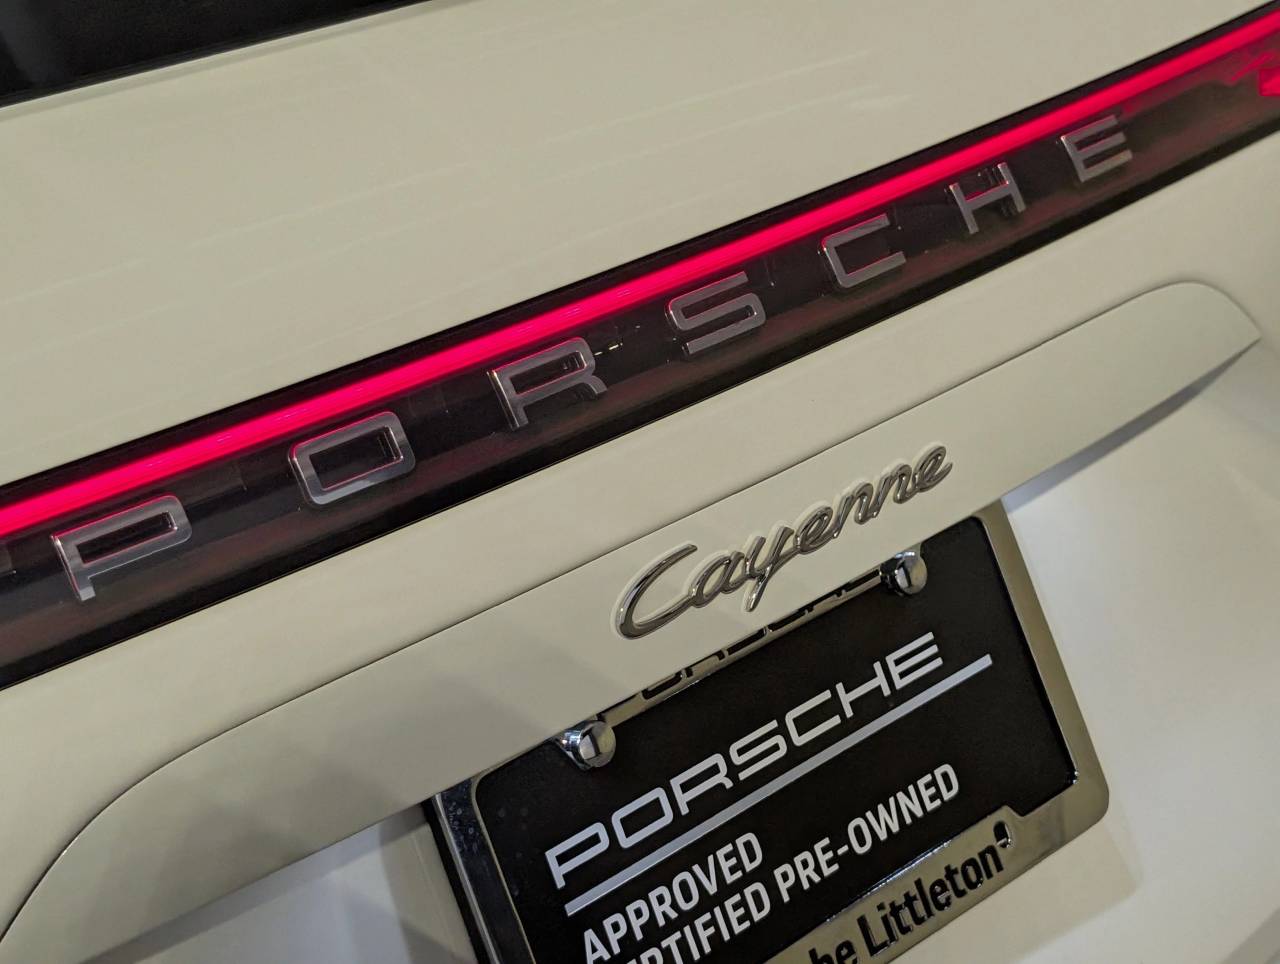 PORSCHE
Cayenne
PORSCHE
APPROVED
CERTIFIED PRE-OWNED
Littleton